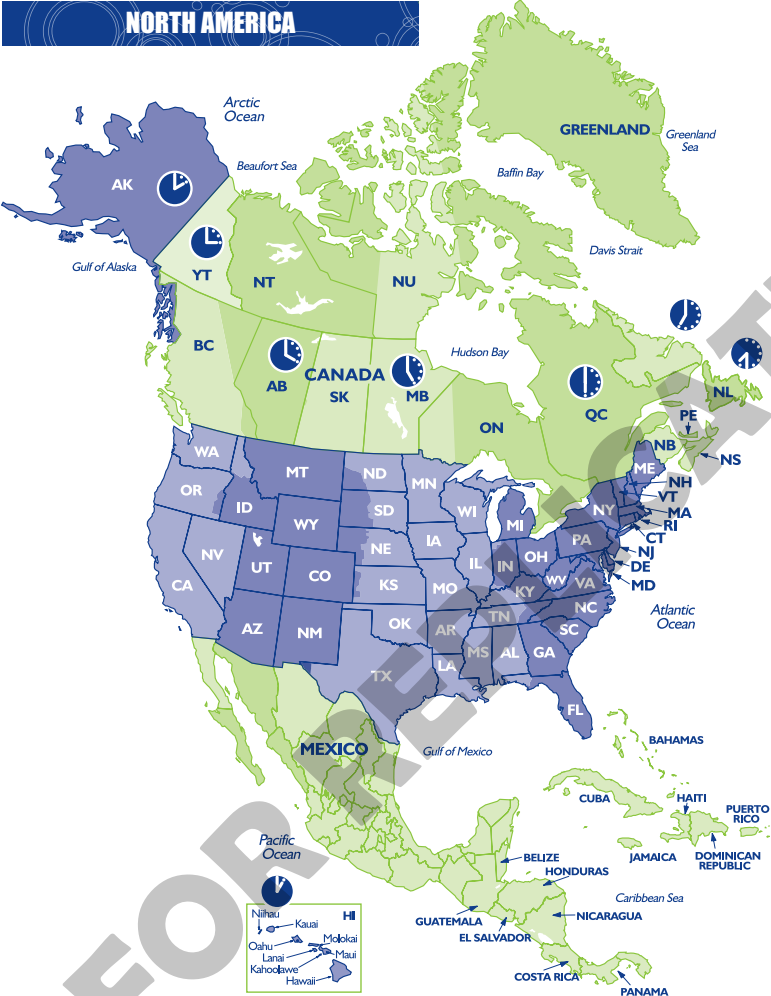 NORTH AMERICA
Arctic
Ocean
GREENLAND
Greenland
Sea
Beaufort Sea
Baffin Bay
AK
Davis Strait
Gulf of Alaska
YT
NT
NU
BC
Hudson Bay
AB
CANADA
SK
MB
QC
NL
PE
ON
NB
NS
WA
MT
ND
MN
ME
OR
ID
SD
WI
MI
NY
NH
VT
MA
RI
WY
NE
IA
PA
CT
NJ
NV
UT
CO
KS
IL
IN
OH
WV
VA
DE
MD
CA
MO
KY
AZ
NM
OK
AR
TN
NC
Atlantic
Ocean
SC
TX
LA
MS
AL
GA
FL
MEXICO
Gulf of Mexico
BAHAMAS
CUBA
HAITI
PUERTO
RICO
Pacific
Ocean
BELIZE
JAMAICA
DOMINICAN
REPUBLIC
HONDURAS
Caribbean Sea
HI
Niihau
Kauai
GUATEMALA
NICARAGUA
EL SALVADOR
Oahu
Molokai
Lanai
Maui
Kahoolawe
Hawaii
COSTA RICA
PANAMA
FOR REPLICAT